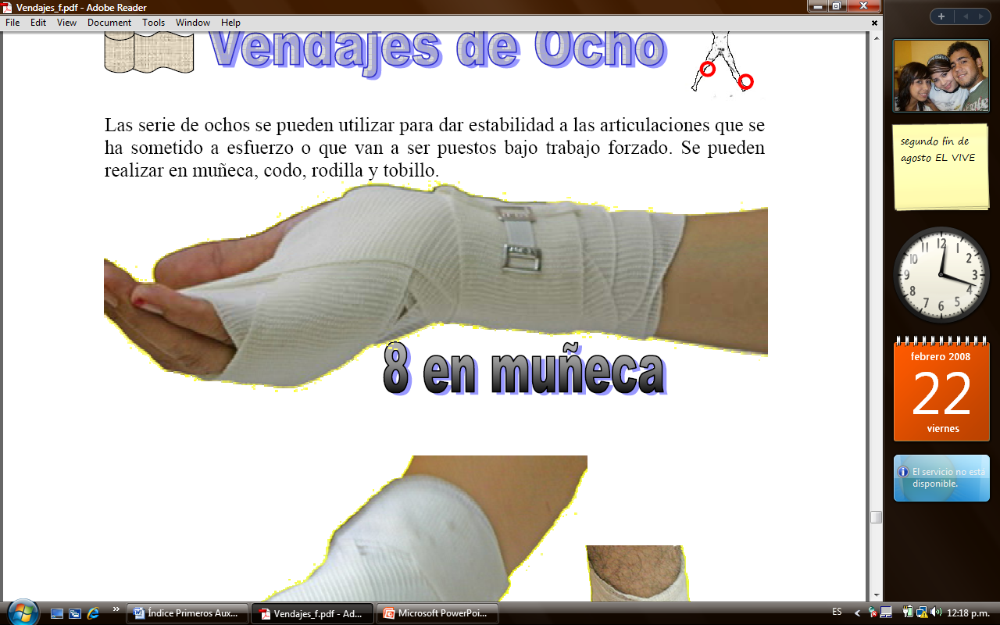 Vendajes_f.pdf - Adobe Reader
File Edit View Document Tools Window Help
Vendajes de Ocho
Las serie de ochos se pueden utilizar para dar estabilidad a las articulaciones que se
ha sometido a esfuerzo o que van a ser puestos bajo trabajo forzado. Se pueden
realizar en muñeca, codo, rodilla y tobillo.
8 en muñeca
segundo fin de
agosto EL VIVE
12
1
2
3
4
5
6
7
8
9
10
11
febrero 2008
22
viernes
El servicio no está
disponible.
Índice Primeros Aux...
Vendajes_f.pdf - Ad...
Microsoft PowerPoi...
ES
12:18 p.m.